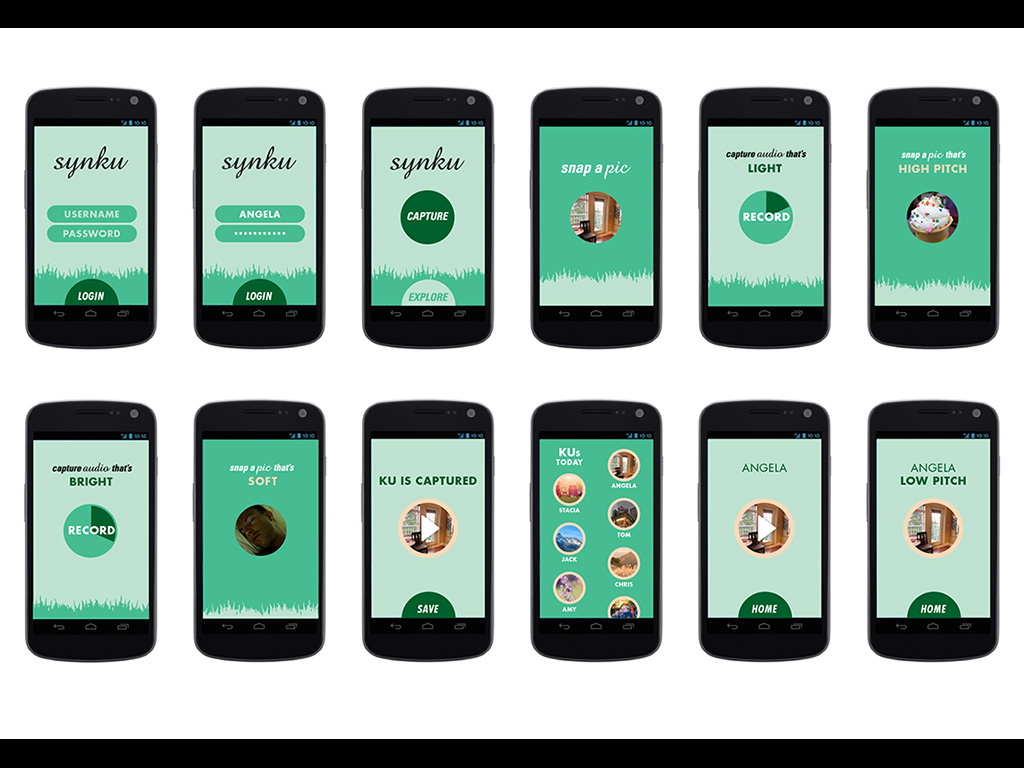 10:10
synku
USERNAME
PASSWORD
LOGIN
10:10
synku
ANGELA
LOGIN
10:10
synku
CAPTURE
EXPLORE
10:10
snap a pic
10:10
capture audio that's
LIGHT
RECORD
10:10
snap a pic that's
HIGH PITCH
10:10
capture audio that's
BRIGHT
RECORD
10:10
snap a pic that's
SOFT
10:10
KU IS CAPTURED
SAVE
10:10
KUs
TODAY
ANGELA
STACIA
TOM
JACK
CHRIS
AMY
10:10
ANGELA
HOME
10:10
ANGELA
LOW PITCH
HOME